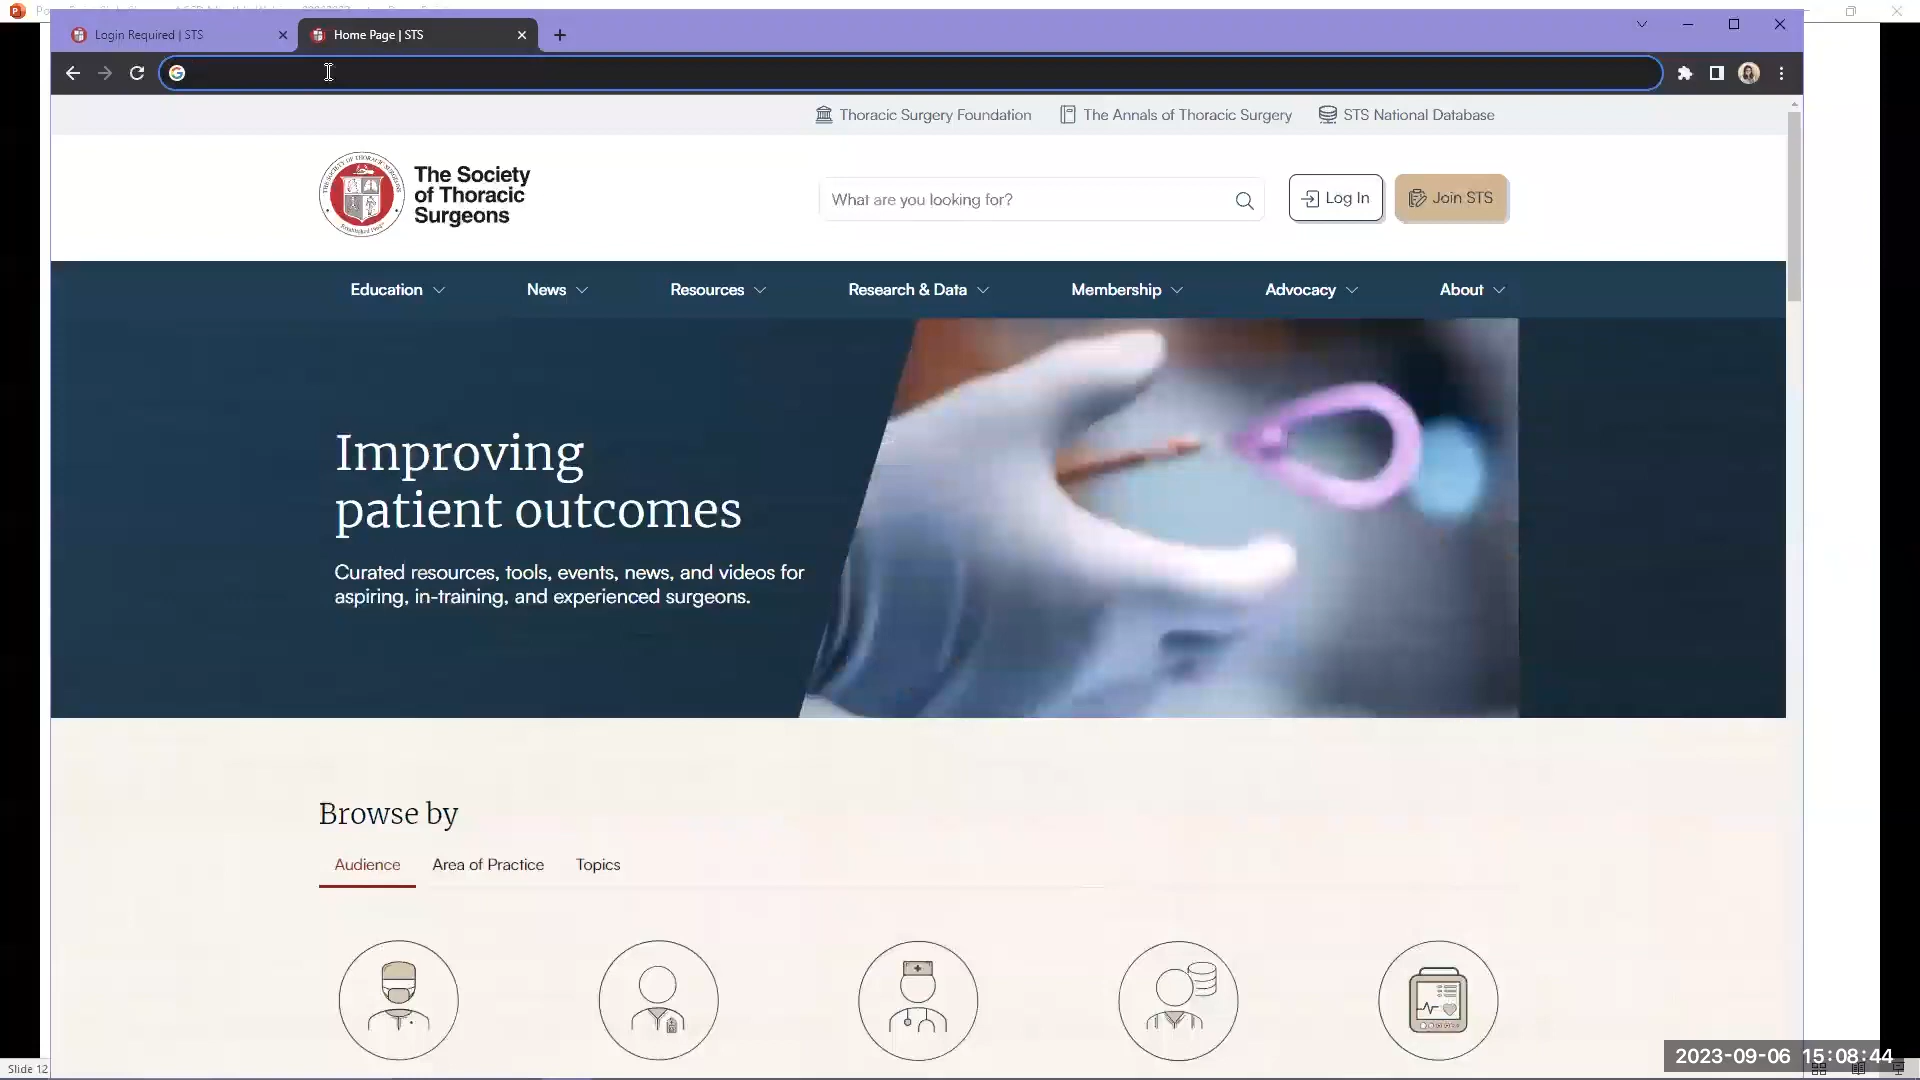 Login Required | STS
Home Page | STS
Thoracic Surgery Foundation
The Annals of Thoracic Surgery
STS National Database
The Society
of Thoracic
Surgeons
What are you looking for?
Log In
Join STS
Education
News
Resources
Research & Data
Membership
Advocacy
About
Improving
patient outcomes
Curated resources, tools, events, news, and videos for
aspiring, in-training, and experienced surgeons.
Browse by
Audience
Area of Practice
Topics
Slide 12
2023-09-06 15:08:44